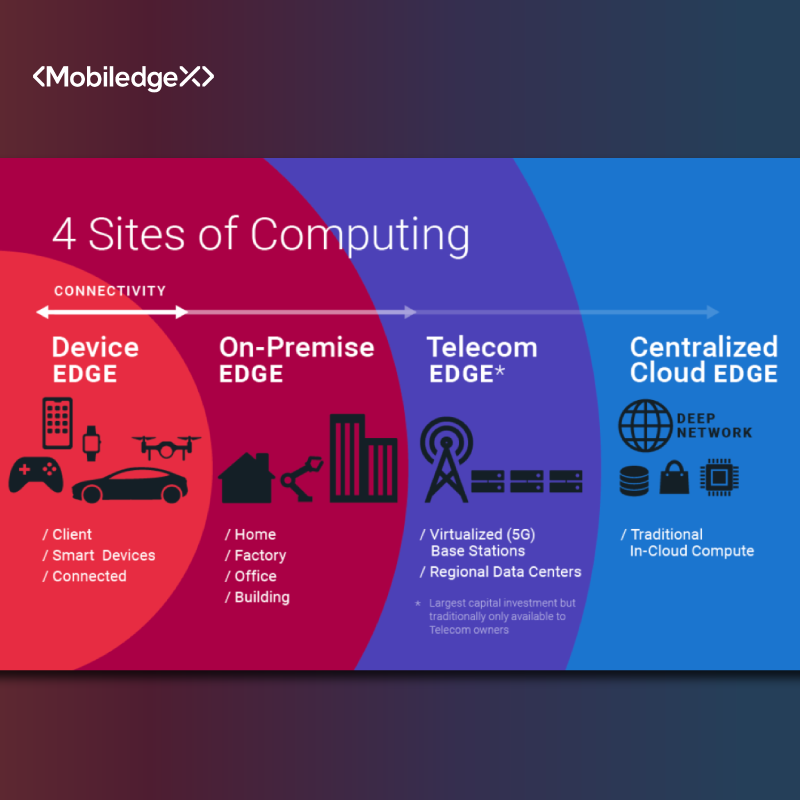 <MobiledgeX>
4 Sites of Computing
CONNECTIVITY
Device
EDGE
On-Premise
EDGE
Telecom
EDGE*
Centralized
Cloud EDGE
DEEP
NETWORK
/ Client
/ Smart Devices
/ Connected
/ Home
/ Factory
/ Office
/ Building
/ Virtualized (5G)
Base Stations
/ Regional Data Centers
* Largest capital investment but
traditionally only available to
Telecom owners
/ Traditional
In-Cloud Compute